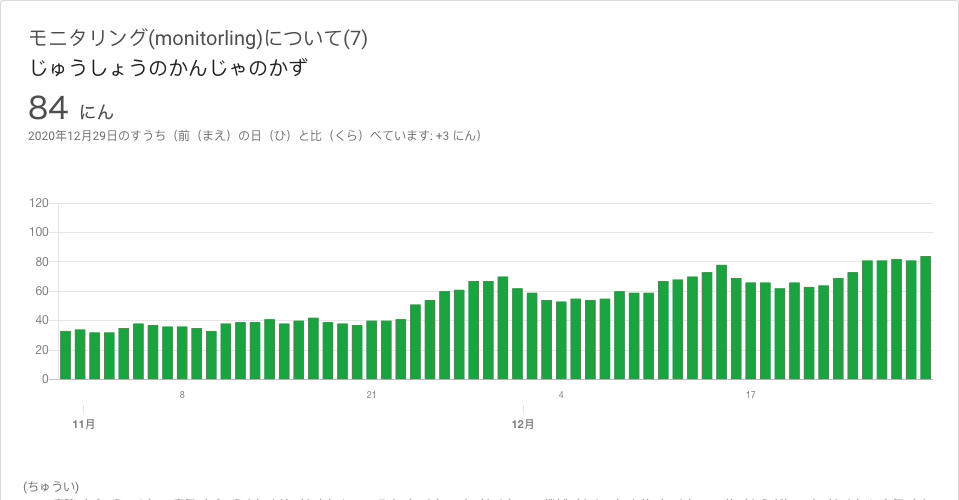 モニタリング(monitorling)について(7)
じゅうしょうのかんじゃのかず
84 にん
2020年12月29日のすうち（前（まえ）の日（ひ）と比（くら）べています: +3 にん）
120
100
80
60
40
20
0
8 21 4 17
11月 12月
(ちゅうい)